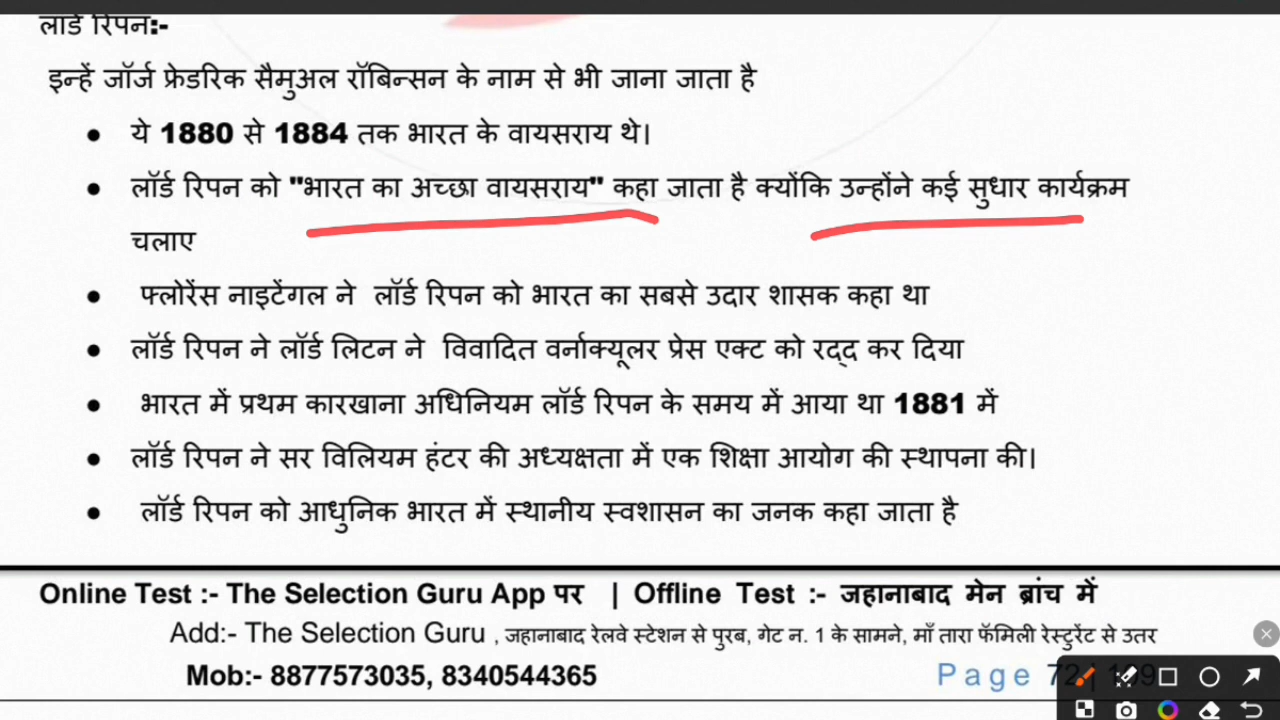 लॉर्ड रिपन:-
इन्हें जॉर्ज फ्रेडरिक सैमुअल रॉबिन्सन के नाम से भी जाना जाता है
● ये 1880 से 1884 तक भारत के वायसराय थे।
● लॉर्ड रिपन को "भारत का अच्छा वायसराय" कहा जाता है क्योंकि उन्होंने कई सुधार कार्यक्रम
चलाए
● फ्लोरेंस नाइटेंगल ने लॉर्ड रिपन को भारत का सबसे उदार शासक कहा था
● लॉर्ड रिपन ने लॉर्ड लिटन ने विवादित वर्नाक्यूलर प्रेस एक्ट को रद्द कर दिया
● भारत में प्रथम कारखाना अधिनियम लॉर्ड रिपन के समय में आया था 1881 में
● लॉर्ड रिपन ने सर विलियम हंटर की अध्यक्षता में एक शिक्षा आयोग की स्थापना की।
● लॉर्ड रिपन को आधुनिक भारत में स्थानीय स्वशासन का जनक कहा जाता है
Online Test :- The Selection Guru App पर | Offline Test :- जहानाबाद मेन ब्रांच में
Add:- The Selection Guru , जहानाबाद रेलवे स्टेशन से पुरब, गेट न. 1 के सामने, माँ तारा फॅमिली रेस्टुरेंट से उतर
Mob:- 8877573035, 8340544365
Page